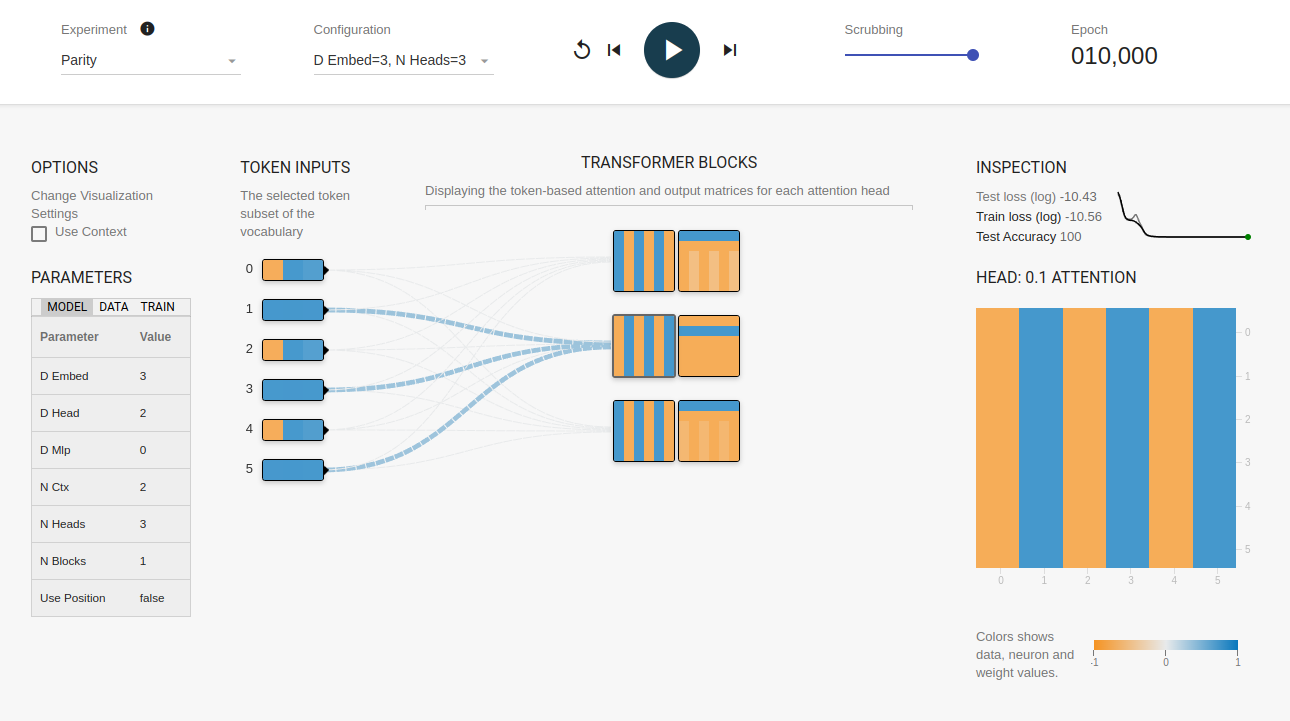 Experiment
Parity
Configuration
D Embed=3, N Heads=3
Scrubbing
Epoch
010,000
OPTIONS
Change Visualization
Settings
Use Context
PARAMETERS
MODEL DATA TRAIN
Parameter Value
D Embed 3
D Head 2
D Mlp 0
N Ctx 2
N Heads 3
N Blocks 1
Use Position false
TOKEN INPUTS
The selected token
subset of the
vocabulary
0
1
2
3
4
5
TRANSFORMER BLOCKS
Displaying the token-based attention and output matrices for each attention head
INSPECTION
Test loss (log) -10.43
Train loss (log) -10.56
Test Accuracy 100
HEAD: 0.1 ATTENTION
0
1
2
3
4
5
0 1 2 3 4 5
Colors shows
data, neuron and
weight values.
-1 0 1